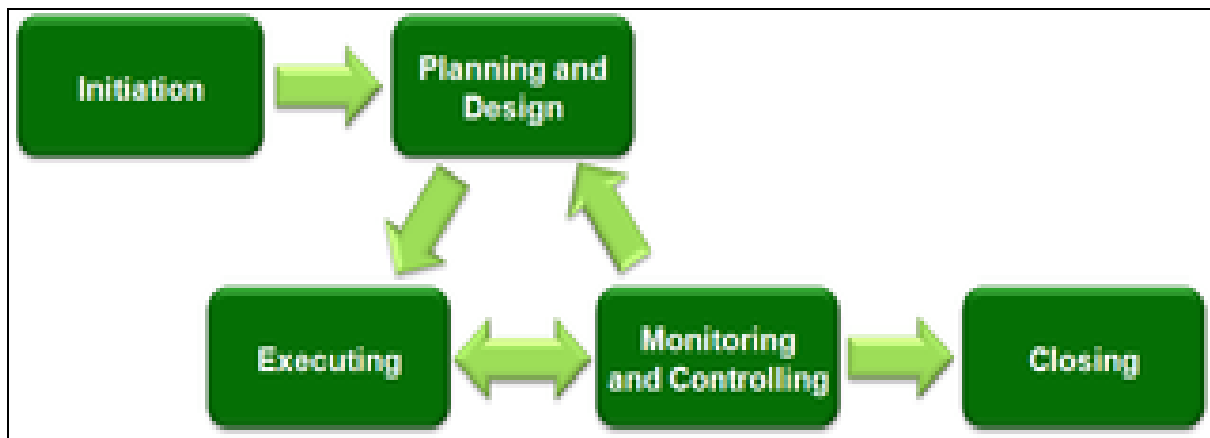 Initiation
Planning and
Design
Executing
Monitoring
and Controlling
Closing